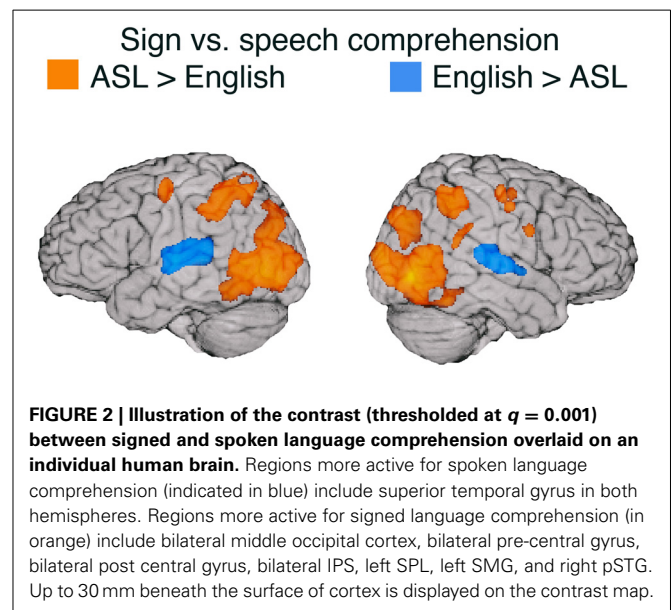 Sign vs. speech comprehension
ASL > English English > ASL
FIGURE 2 | Illustration of the contrast (thresholded at q = 0.001)
between signed and spoken language comprehension overlaid on an
individual human brain. Regions more active for spoken language
comprehension (indicated in blue) include superior temporal gyrus in both
hemispheres. Regions more active for signed language comprehension (in
orange) include bilateral middle occipital cortex, bilateral pre-central gyrus,
bilateral post central gyrus, bilateral IPS, left SPL, left SMG, and right pSTG.
Up to 30 mm beneath the surface of cortex is displayed on the contrast map.